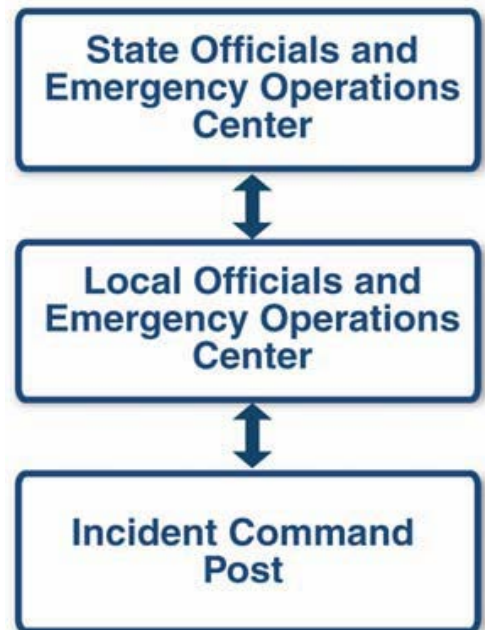 State Officials and
Emergency Operations
Center
Local Officials and
Emergency Operations
Center
Incident Command
Post